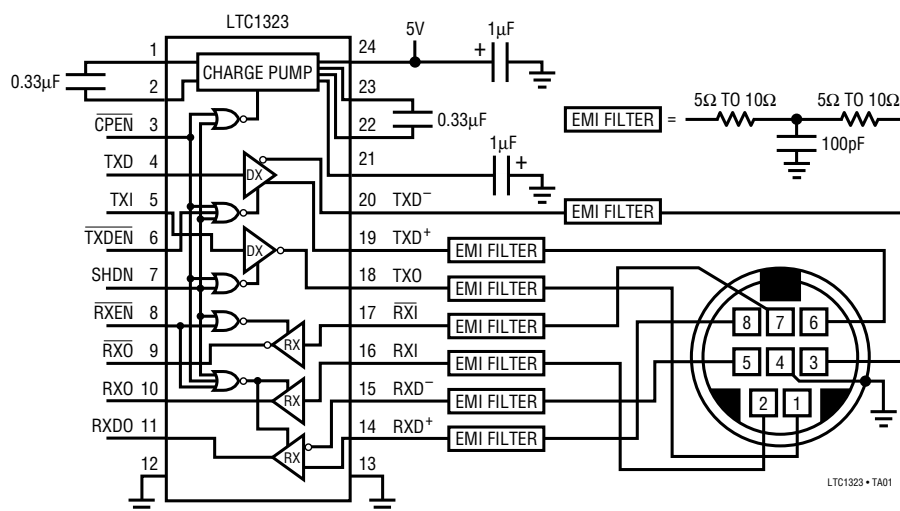 LTC1323
1
24
5V
1µF
+
0.33µF
CHARGE PUMP
2
23
CPEN
3
22
0.33µF
EMI FILTER = 5Ω TO 10Ω 5Ω TO 10Ω
100pF
TXD
4
DX
21
1µF
+
TXI
5
20
TXD⁻
EMI FILTER
TXDEN
6
DX
19
TXD⁺
EMI FILTER
SHDN
7
18
TXO
EMI FILTER
RXEN
8
17
RXI
EMI FILTER
8 7 6
RXO
9
RX
16
RXI
EMI FILTER
5 4 3
RXO
10
RX
15
RXD⁻
EMI FILTER
2 1
RXDO
11
RX
14
RXD⁺
EMI FILTER
12
13
LTC1323 • TA01